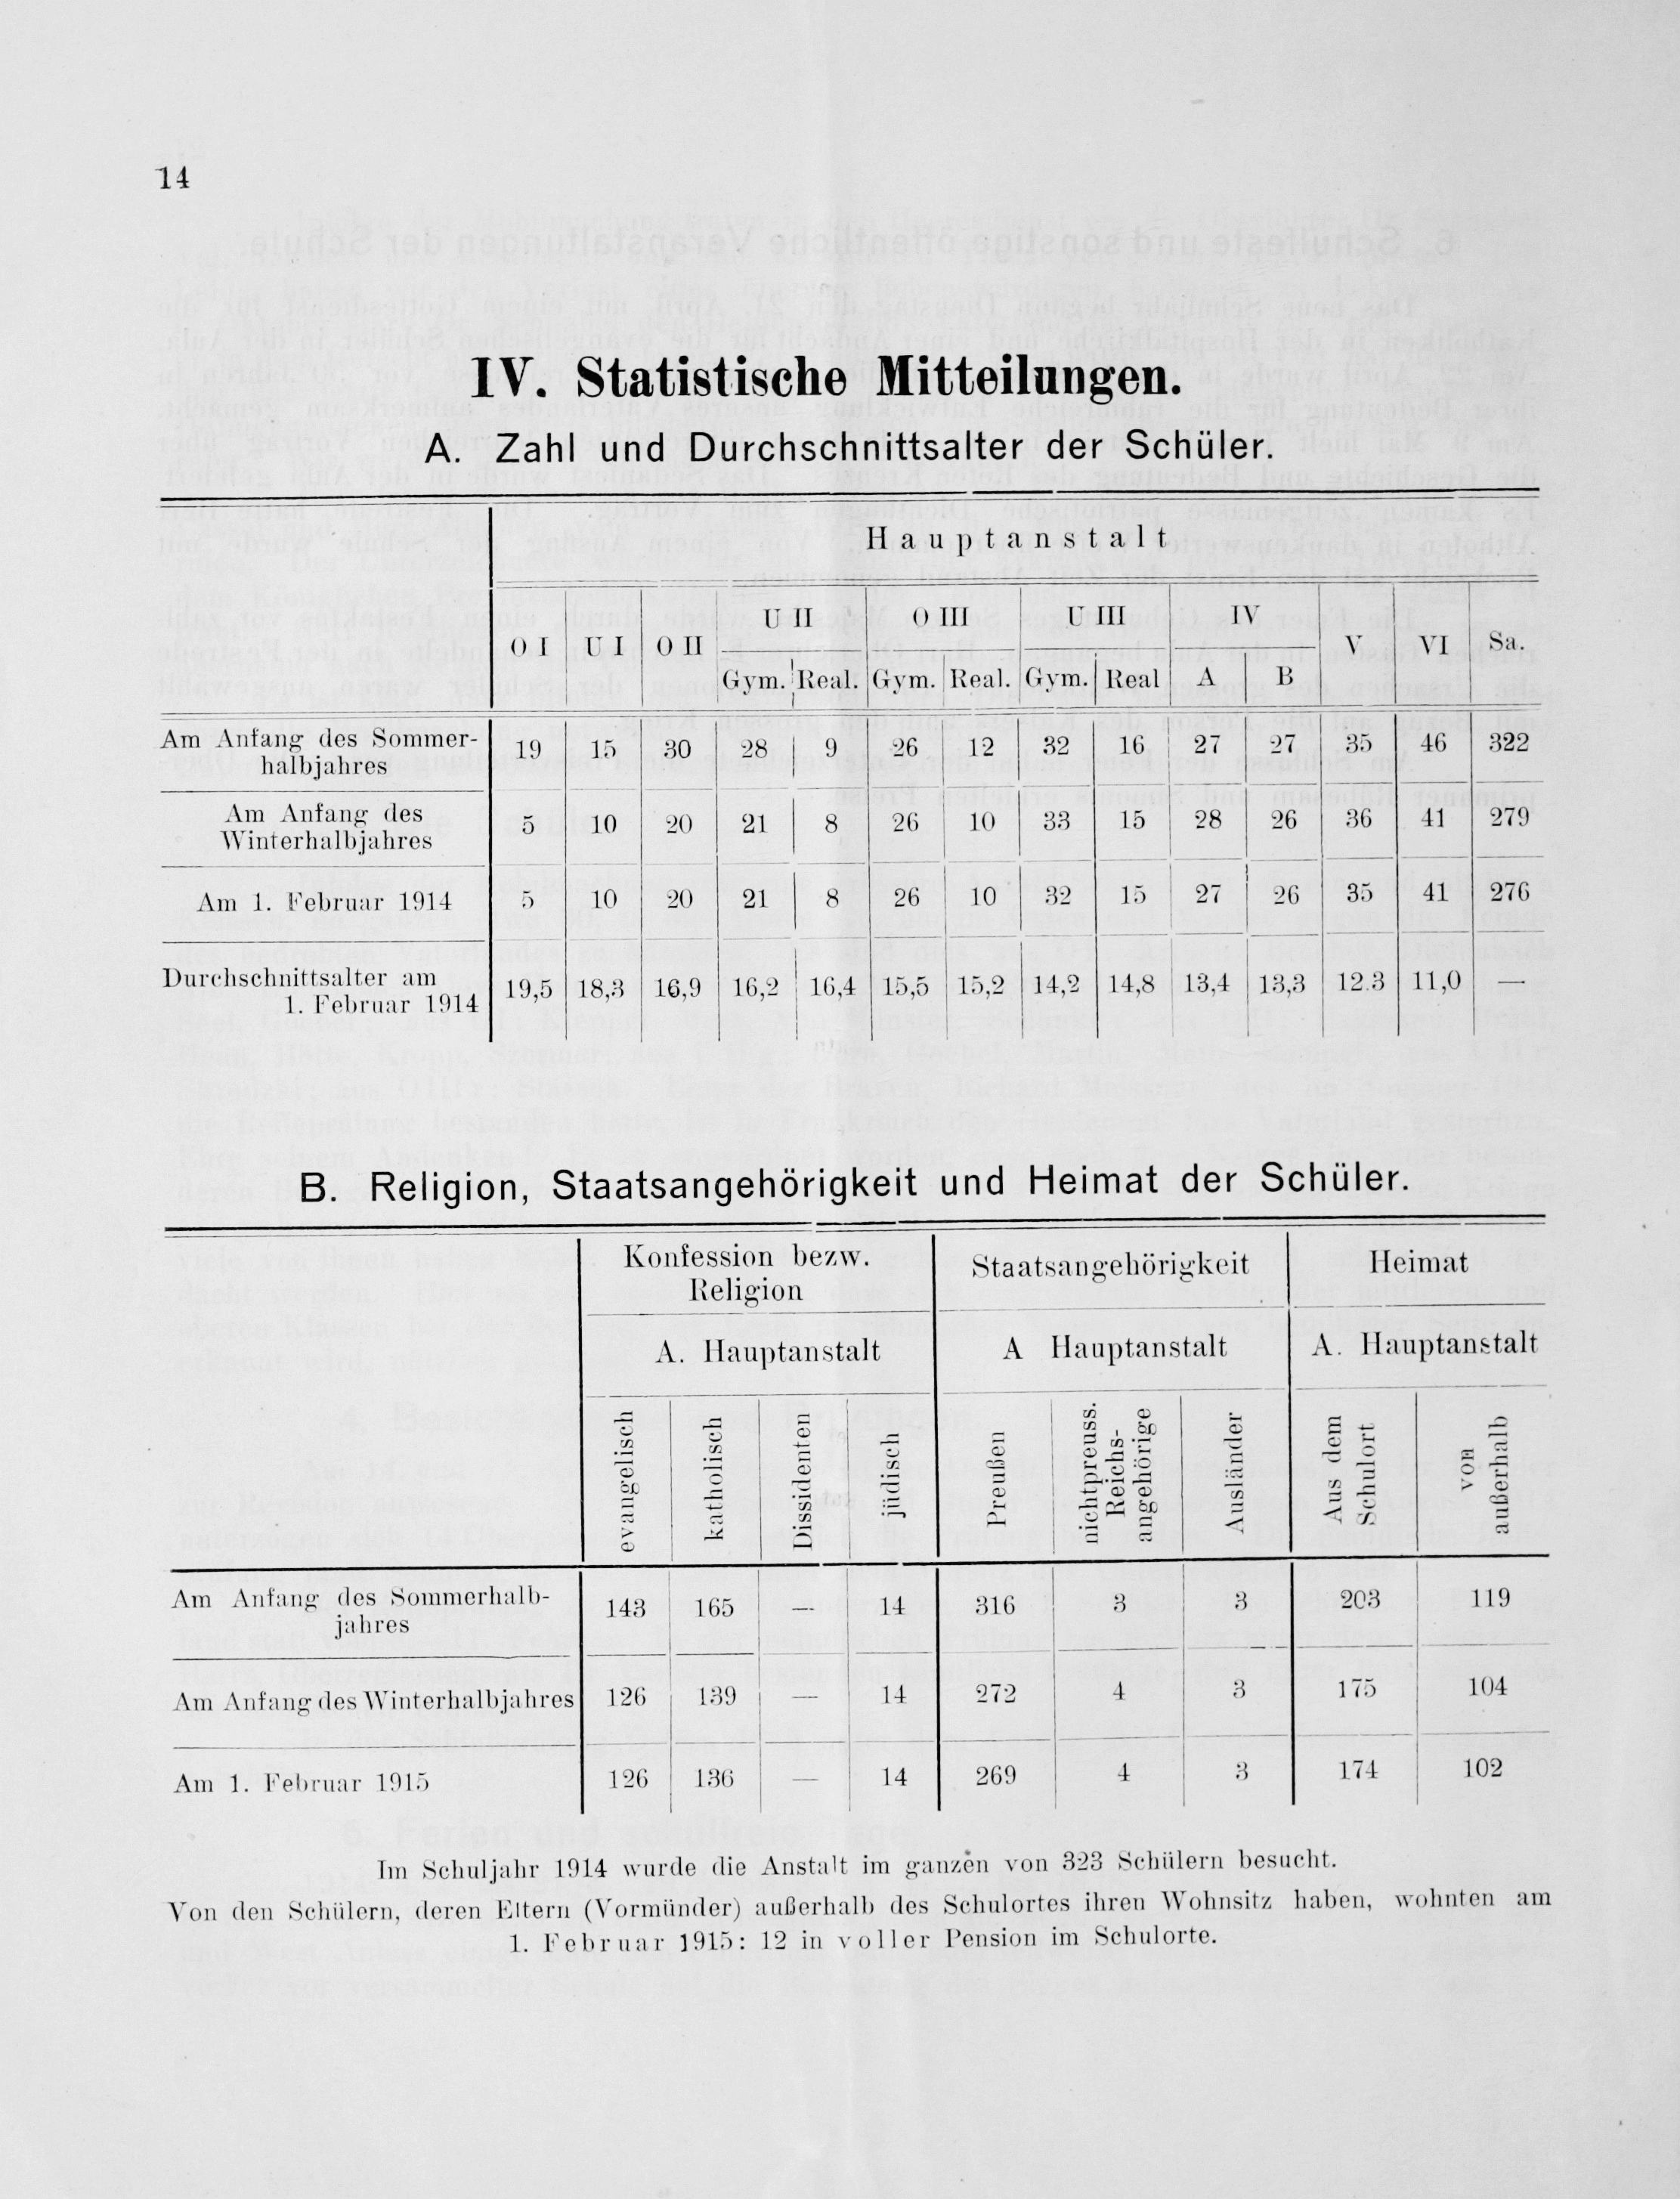 14
IV. Statistische Mitteilungen.
A. Zahl und Durchschnittsalter der Schüler.
Hauptanstalt
O I U I O II U II O III U III IV V VI Sa.
Gym. Real. Gym. Real. Gym. Real A B
Am Anfang des Sommer-
halbjahres
19 15 30 28 9 26 12 32 16 27 27 35 46 322
Am Anfang des
Winterhalbjahres
5 10 20 21 8 26 10 33 15 28 26 36 41 279
Am 1. Februar 1914 5 10 20 21 8 26 10 32 15 27 26 35 41 276
Durchschnittsalter am
1. Februar 1914
19,5 18,3 16,9 16,2 16,4 15,5 15,2 14,2 14,8 13,4 13,3 12.3 11,0 —
B. Religion, Staatsangehörigkeit und Heimat der Schüler.
Konfession bezw.
Religion
Staatsangehörigkeit
Heimat
A. Hauptanstalt A Hauptanstalt A. Hauptanstalt
evangelisch
katholisch
Dissidenten
jüdisch
Preußen
nichtpreuss.
Reichs-
angehörige
Ausländer
Aus dem
Schulort
von
außerhalb
Am Anfang des Sommerhalb-
jahres
143 165 — 14 316 3 3 203 119
Am Anfang des Winterhalbjahres 126 139 — 14 272 4 3 175 104
Am 1. Februar 1915 126 136 — 14 269 4 3 174 102
Im Schuljahr 1914 wurde die Anstalt im ganzen von 323 Schülern besucht.
Von den Schülern, deren Eltern (Vormünder) außerhalb des Schulortes ihren Wohnsitz haben, wohnten am
1. Februar 1915: 12 in voller Pension im Schulorte.